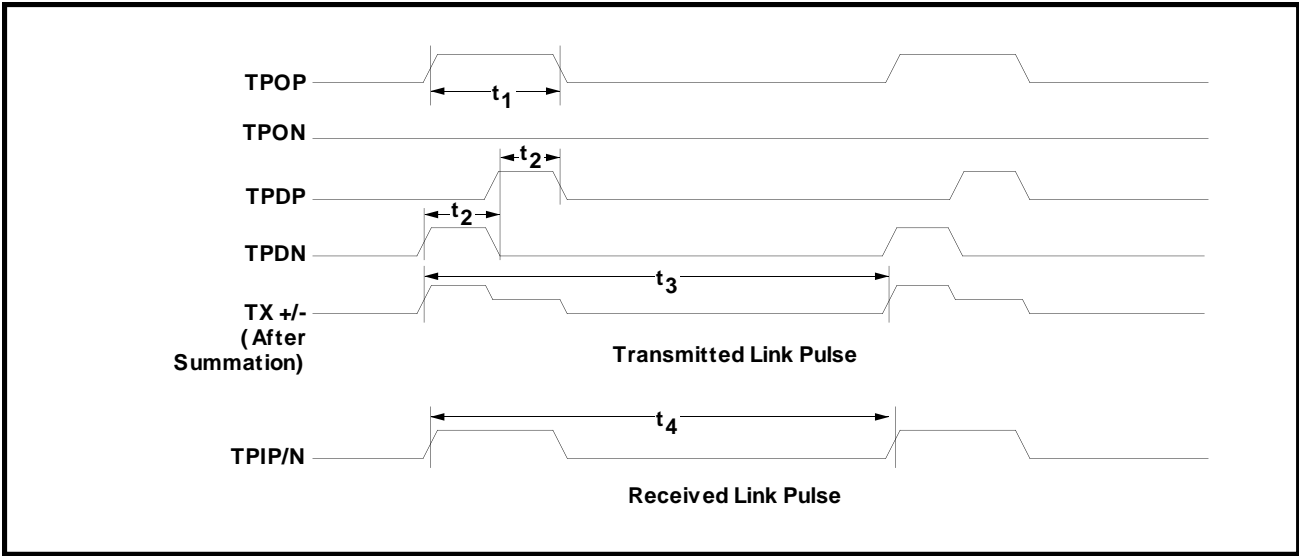 TPOP
t1
TPON
t2
TPDP
t2
TPDN
t3
TX +/-
(After
Summation)
Transmitted Link Pulse
t4
TPIP/N
Received Link Pulse